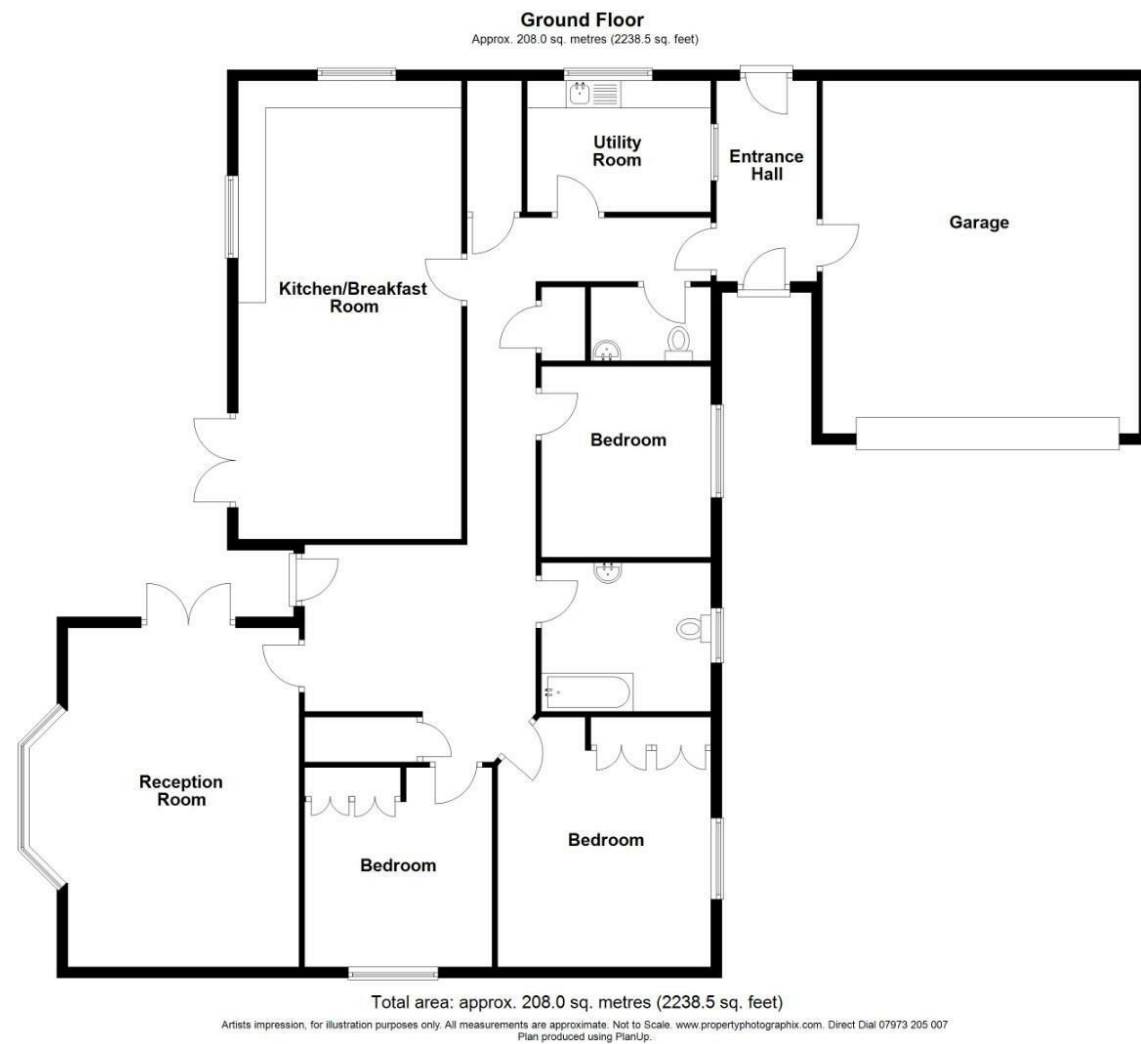 Ground Floor
Approx. 208.0 sq. metres (2238.5 sq. feet)
Utility
Room
Entrance
Hall
Garage
Kitchen/Breakfast
Room
Bedroom
Reception
Room
Bedroom
Bedroom
Total area: approx. 208.0 sq. metres (2238.5 sq. feet)
Artists impression, for illustration purposes only. All measurements are approximate. Not to Scale. www.propertyphotographix.com. Direct Dial 07973 205 007
Plan produced using PlanUp.